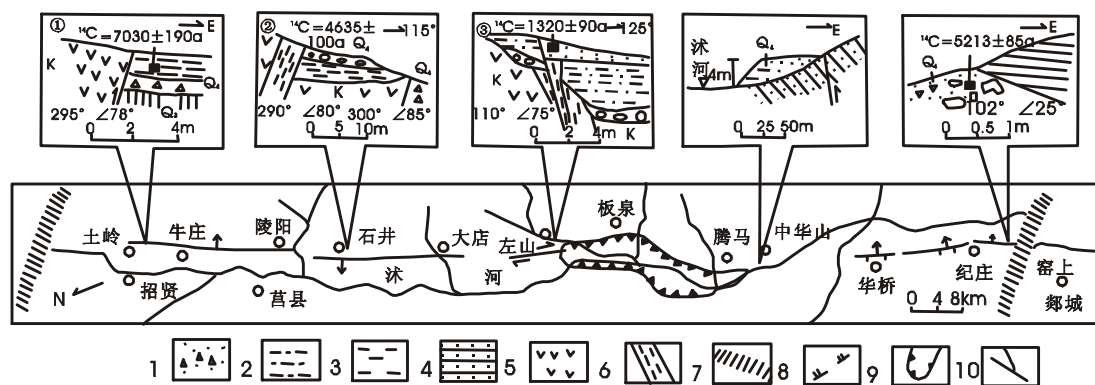 ① ¹⁴C=7030±190a E
K
Q₄
Q₃
295° ∠78°
0 2 4m
② ¹⁴C=4635± 115°
100a Q₄
Q₄
K
290° ∠80° 300° ∠85°
0 5 10m
③ ¹⁴C=1320±90a 125°
K
110° ∠75°
0 2 4m K
沭河
E
Q₄
4m
0 25 50m
E
¹⁴C=5213±85a
Q₄
102° ∠25°
0 0.5 1m
土岭 牛庄 陵阳 石井 大店 左山 板泉 腾马 中华山
N 招贤 莒县 沭 河 华桥 纪庄 窑上 郯城
0 4 8km
1 2 3 4 5 6 7 8 9 10